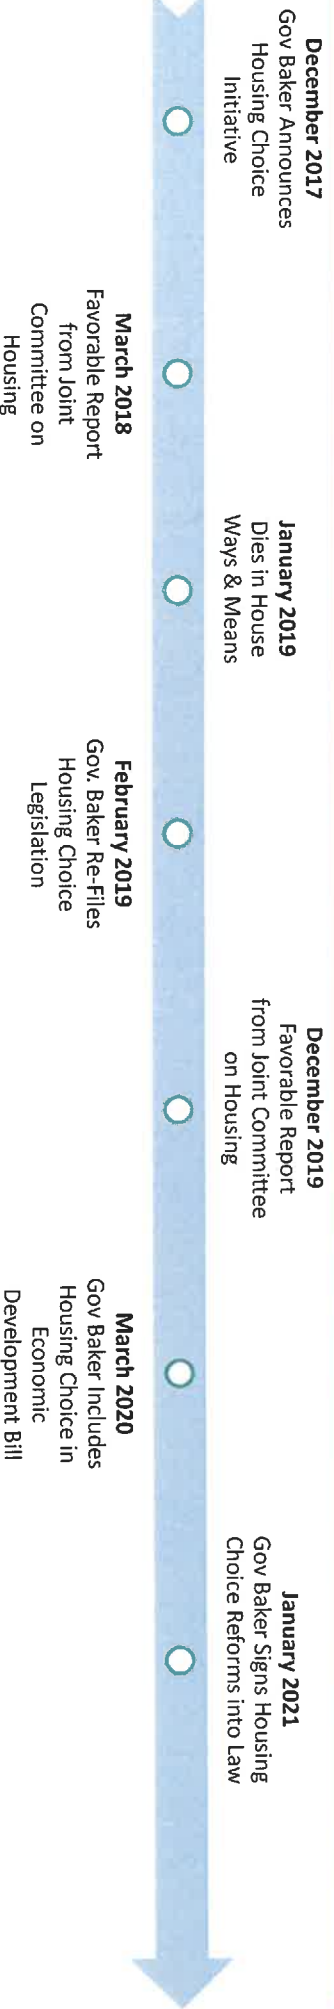 December 2017
Gov Baker Announces
Housing Choice
Initiative
March 2018
Favorable Report
from Joint
Committee on
Housing
January 2019
Dies in House
Ways & Means
February 2019
Gov. Baker Re-Files
Housing Choice
Legislation
December 2019
Favorable Report
from Joint Committee
on Housing
March 2020
Gov Baker Includes
Housing Choice in
Economic
Development Bill
January 2021
Gov Baker Signs Housing
Choice Reforms into Law